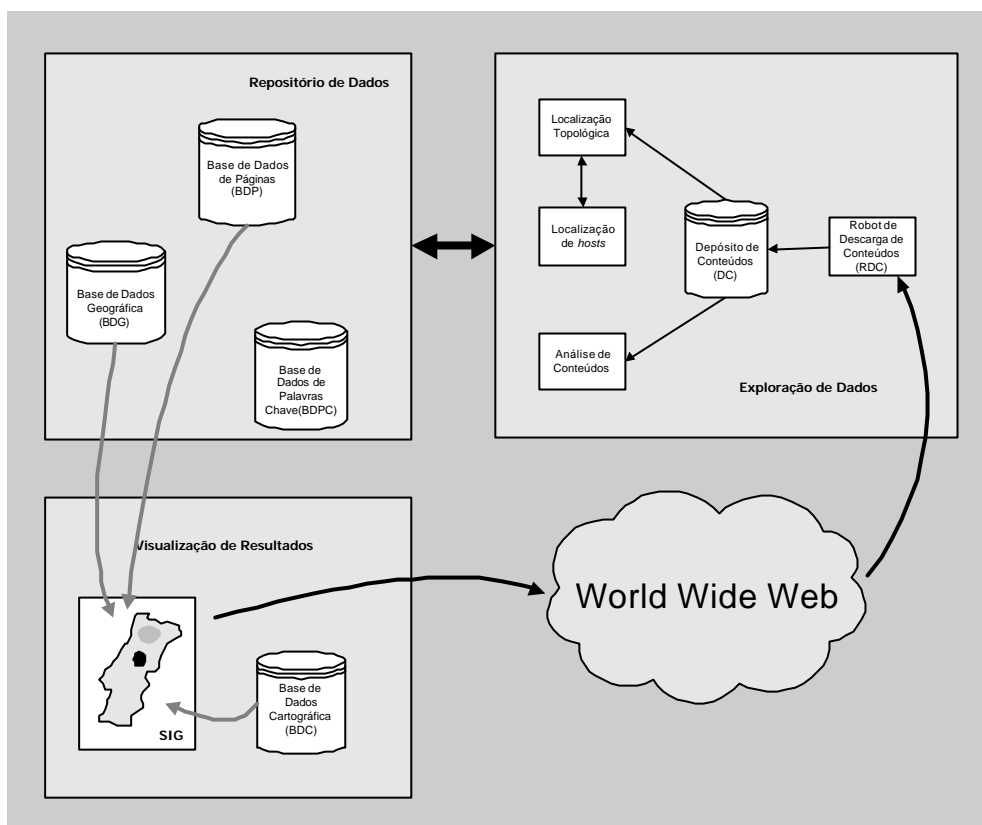 Repositório de Dados
Base de Dados
de Páginas
(BDP)
Base de Dados
Geográfica
(BDG)
Base de
Dados de
Palavras
Chave(BDPC)
Localização
Topológica
Localização
de hosts
Depósito de
Conteúdos
(DC)
Robot de
Descarga de
Conteúdos
(RDC)
Análise de
Conteúdos
Exploração de Dados
Visualização de Resultados
SIG
Base de
Dados
Cartográfica
(BDC)
World Wide Web